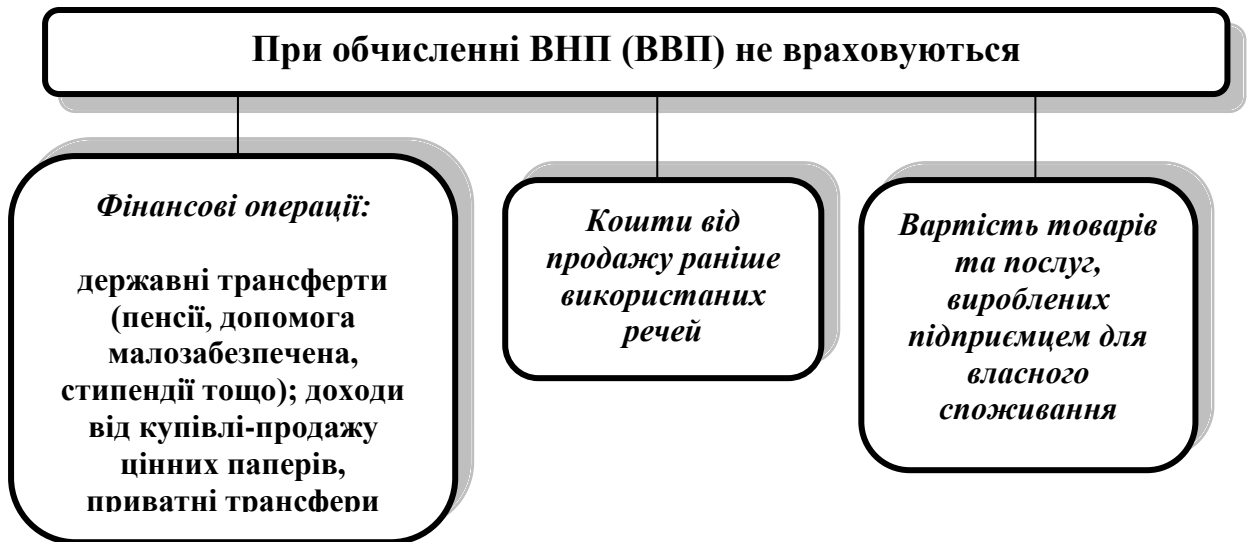 При обчисленні ВНП (ВВП) не враховуються
Фінансові операції:
державні трансферти
(пенсії, допомога
малозабезпечена,
стипендії тощо); доходи
від купівлі-продажу
цінних паперів,
приватні трансфери
Кошти від
продажу раніше
використаних
речей
Вартість товарів
та послуг,
вироблених
підприємцем для
власного
споживання